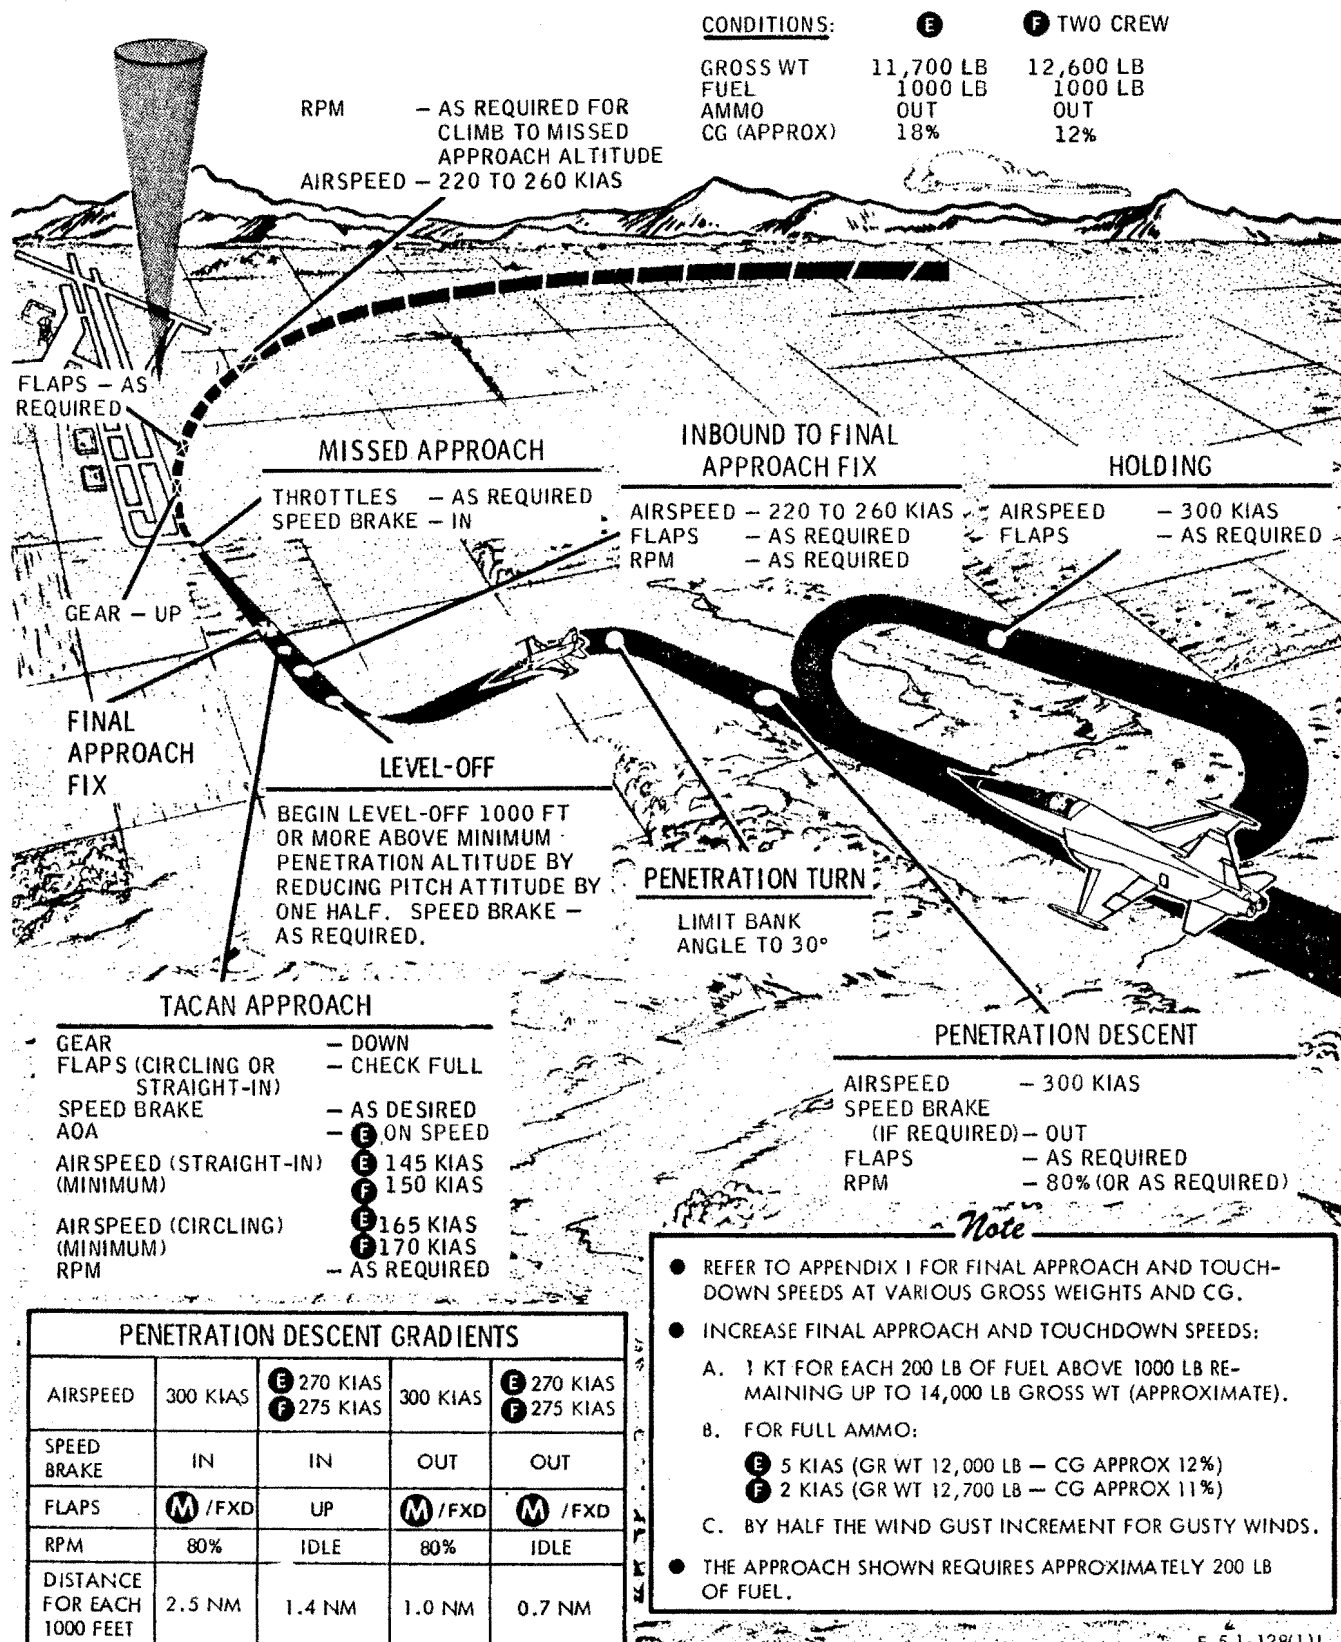 CONDITIONS: E F TWO CREW
GROSS WT 11,700 LB 12,600 LB
FUEL 1000 LB 1000 LB
AMMO OUT OUT
CG (APPROX) 18% 12%
RPM — AS REQUIRED FOR
CLIMB TO MISSED
APPROACH ALTITUDE
AIRSPEED — 220 TO 260 KIAS
FLAPS — AS
REQUIRED
MISSED APPROACH
THROTTLES — AS REQUIRED
SPEED BRAKE — IN
INBOUND TO FINAL
APPROACH FIX
AIRSPEED — 220 TO 260 KIAS
FLAPS — AS REQUIRED
RPM — AS REQUIRED
HOLDING
AIRSPEED — 300 KIAS
FLAPS — AS REQUIRED
GEAR — UP
FINAL
APPROACH
FIX
LEVEL-OFF
BEGIN LEVEL-OFF 1000 FT
OR MORE ABOVE MINIMUM
PENETRATION ALTITUDE BY
REDUCING PITCH ATTITUDE BY
ONE HALF. SPEED BRAKE —
AS REQUIRED.
PENETRATION TURN
LIMIT BANK
ANGLE TO 30°
TACAN APPROACH
GEAR — DOWN
FLAPS (CIRCLING OR — CHECK FULL
STRAIGHT-IN)
SPEED BRAKE — AS DESIRED
AOA — E ON SPEED
AIRSPEED (STRAIGHT-IN) E 145 KIAS
(MINIMUM) F 150 KIAS
AIRSPEED (CIRCLING) E 165 KIAS
(MINIMUM) F 170 KIAS
RPM — AS REQUIRED
PENETRATION DESCENT
AIRSPEED — 300 KIAS
SPEED BRAKE
(IF REQUIRED) — OUT
FLAPS — AS REQUIRED
RPM — 80% (OR AS REQUIRED)
PENETRATION DESCENT GRADIENTS
AIRSPEED 300 KIAS E 270 KIAS F 275 KIAS 300 KIAS E 270 KIAS F 275 KIAS
SPEED BRAKE IN IN OUT OUT
FLAPS M /FXD UP M /FXD M /FXD
RPM 80% IDLE 80% IDLE
DISTANCE
FOR EACH 2.5 NM 1.4 NM 1.0 NM 0.7 NM
1000 FEET
Note
● REFER TO APPENDIX I FOR FINAL APPROACH AND TOUCH-
DOWN SPEEDS AT VARIOUS GROSS WEIGHTS AND CG.
● INCREASE FINAL APPROACH AND TOUCHDOWN SPEEDS:
A. 1 KT FOR EACH 200 LB OF FUEL ABOVE 1000 LB RE-
MAINING UP TO 14,000 LB GROSS WT (APPROXIMATE).
B. FOR FULL AMMO:
E 5 KIAS (GR WT 12,000 LB — CG APPROX 12%)
F 2 KIAS (GR WT 12,700 LB — CG APPROX 11%)
C. BY HALF THE WIND GUST INCREMENT FOR GUSTY WINDS.
● THE APPROACH SHOWN REQUIRES APPROXIMATELY 200 LB
OF FUEL.